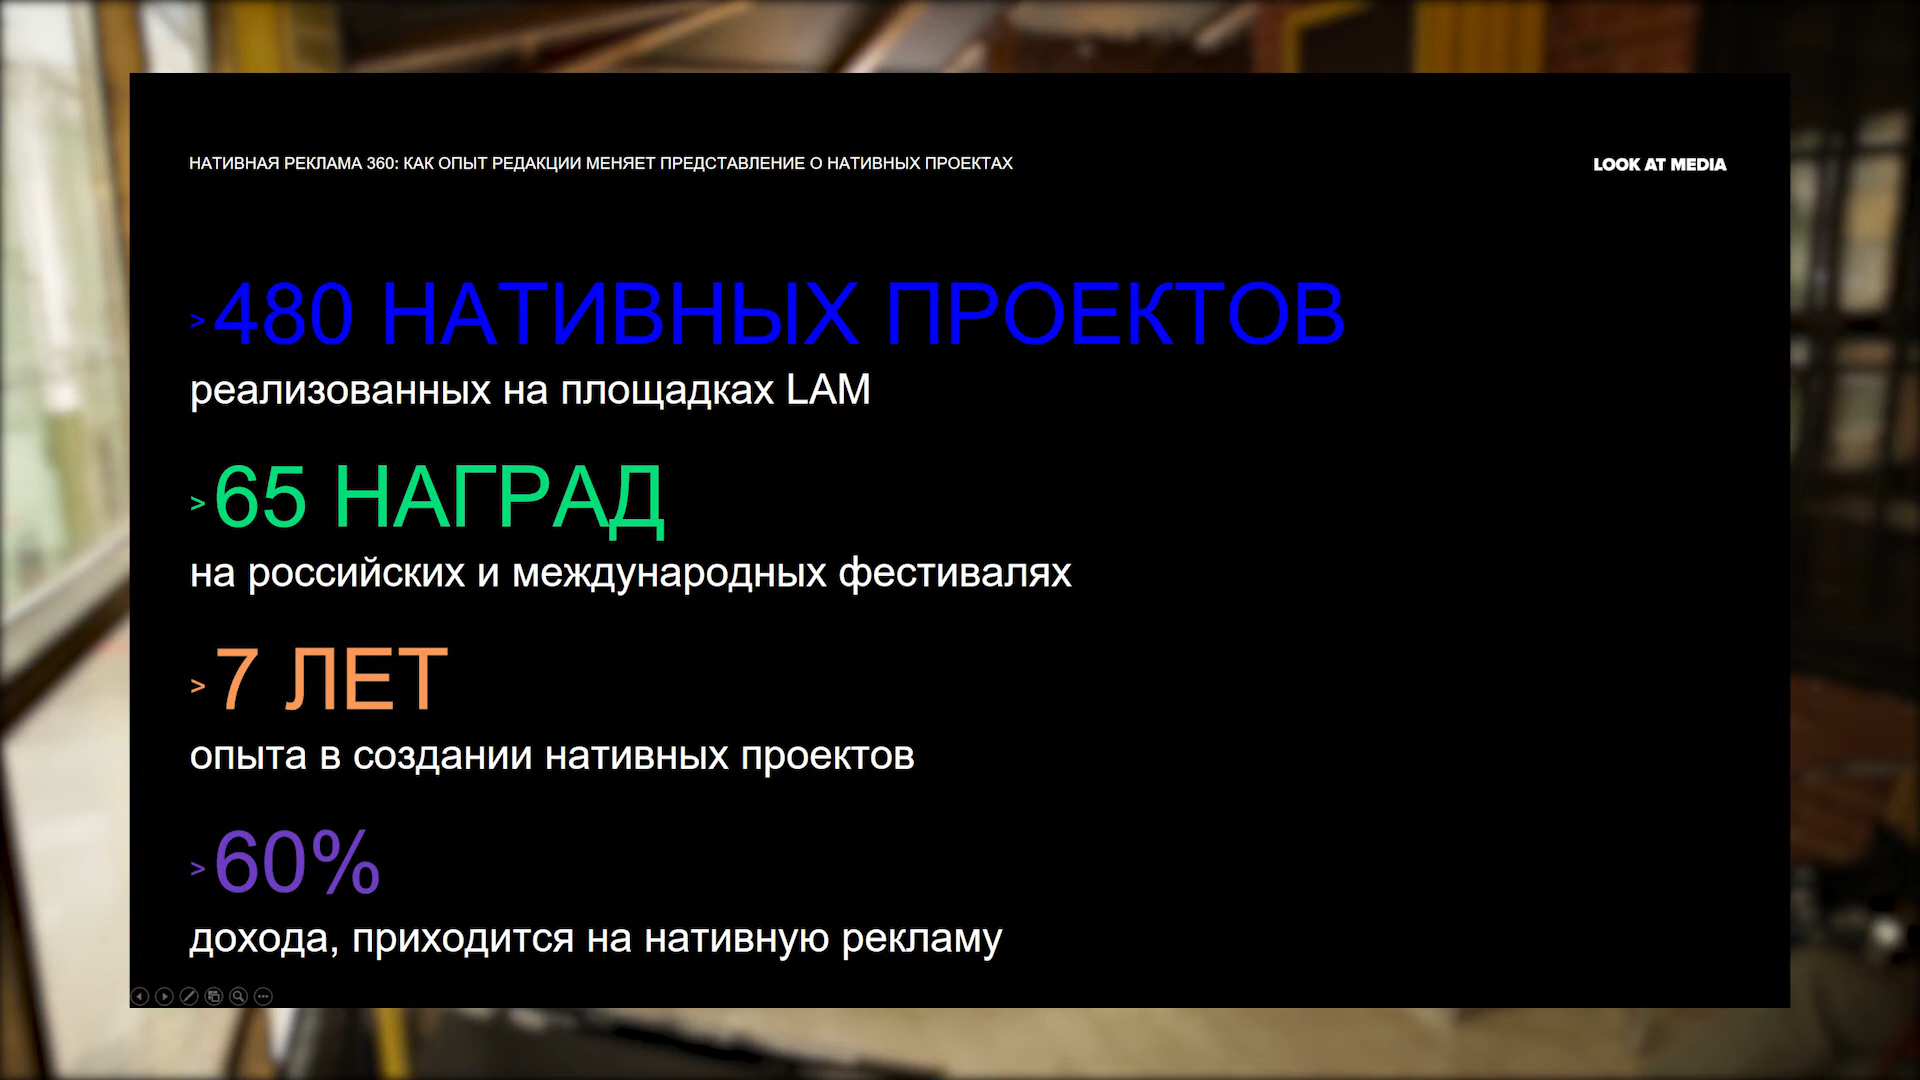 НАТИВНАЯ РЕКЛАМА 360: КАК ОПЫТ РЕДАКЦИИ МЕНЯЕТ ПРЕДСТАВЛЕНИЕ О НАТИВНЫХ ПРОЕКТАХ
LOOK AT MEDIA
> 480 НАТИВНЫХ ПРОЕКТОВ
реализованных на площадках LAM
> 65 НАГРАД
на российских и международных фестивалях
> 7 ЛЕТ
опыта в создании нативных проектов
> 60%
дохода, приходится на нативную рекламу